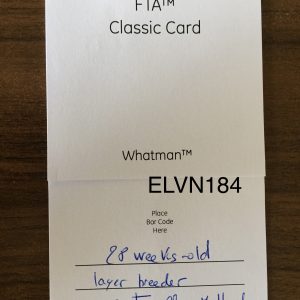 FTA™
Classic Card
Whatman™
ELVN184
Place
Bar Code
Here
28 weeks-old
layer breeder